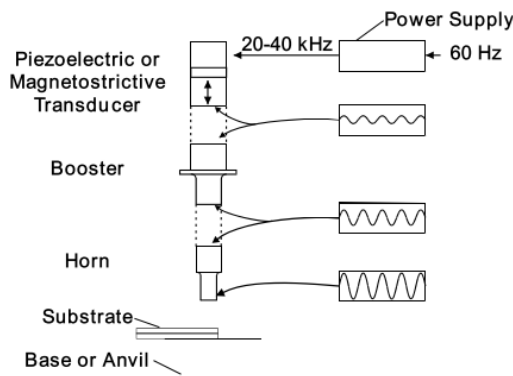 Power Supply
20-40 kHz
60 Hz
Piezoelectric or
Magnetostrictive
Transducer
Booster
Horn
Substrate
Base or Anvil